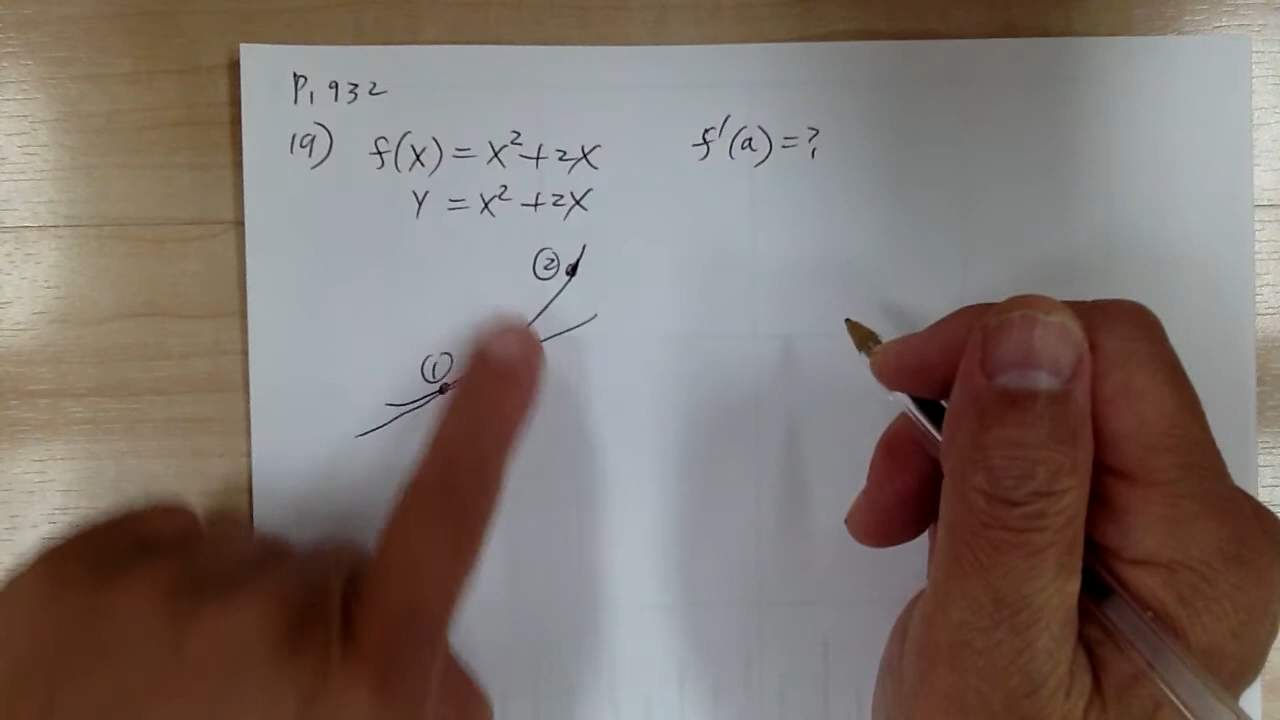 P. 932
19) f(x) = x²+2x f'(a) = ?
y = x² +2x
②
①